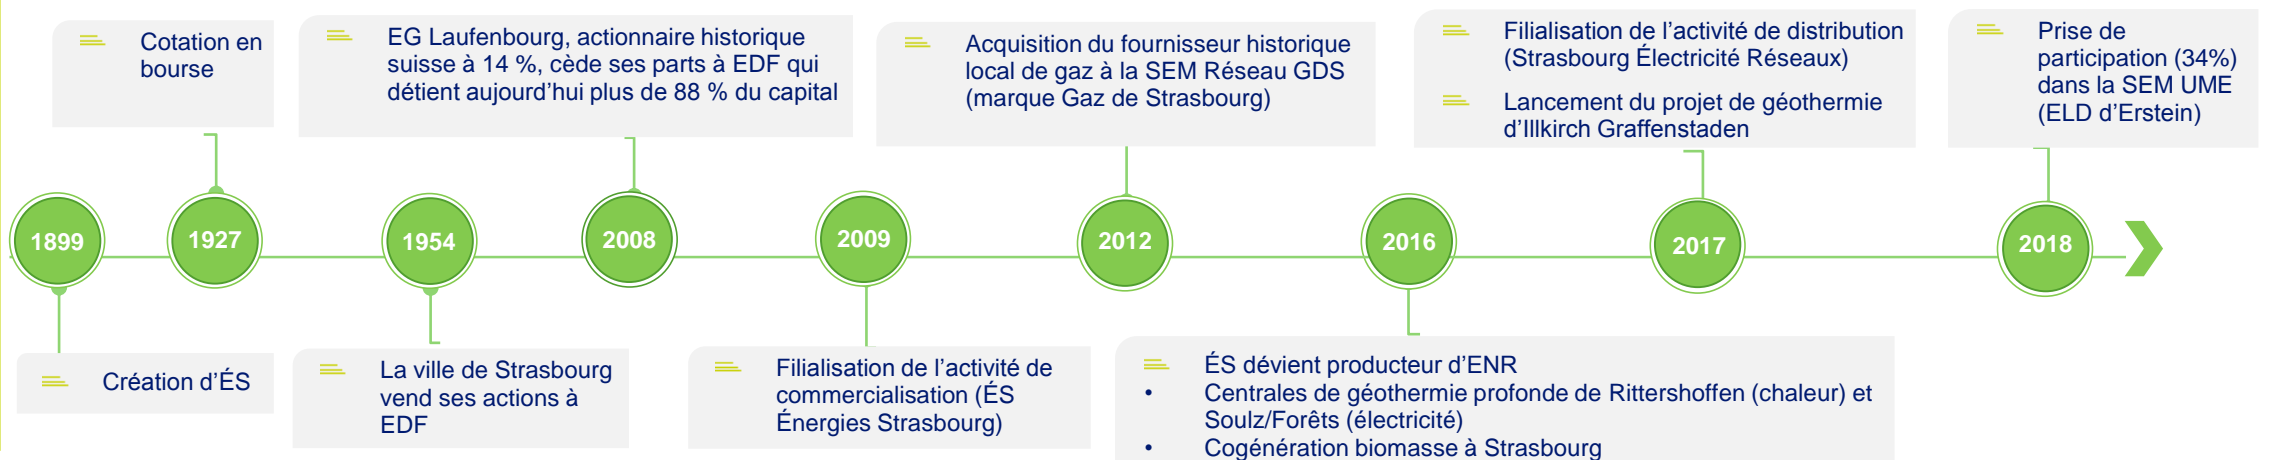 Cotation en
bourse
EG Laufenbourg, actionnaire historique
suisse à 14 %, cède ses parts à EDF qui
détient aujourd’hui plus de 88 % du capital
Acquisition du fournisseur historique
local de gaz à la SEM Réseau GDS
(marque Gaz de Strasbourg)
Filialisation de l’activité de distribution
(Strasbourg Électricité Réseaux)
Lancement du projet de géothermie
d’Illkirch Graffenstaden
Prise de
participation (34%)
dans la SEM UME
(ELD d’Erstein)
1899
1927
1954
2008
2009
2012
2016
2017
2018
Création d’ÉS
La ville de Strasbourg
vend ses actions à
EDF
Filialisation de l’activité de
commercialisation (ÉS
Énergies Strasbourg)
ÉS dévient producteur d’ENR
• Centrales de géothermie profonde de Rittershoffen (chaleur) et
Soulz/Forêts (électricité)
• Cogénération biomasse à Strasbourg